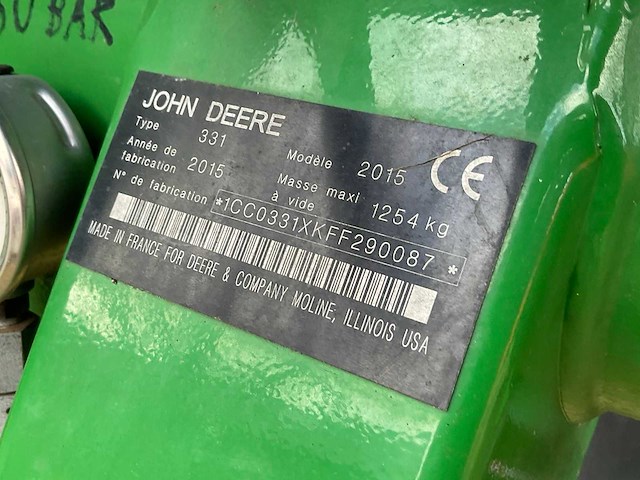 BAR
JOHN DEERE
Type 331 Modèle 2015
Année de fabrication 2015 Masse maxi à vide 1254 kg
N° de fabrication *1CC0331XKFF290087*
MADE IN FRANCE FOR DEERE & COMPANY MOLINE, ILLINOIS USA
CE